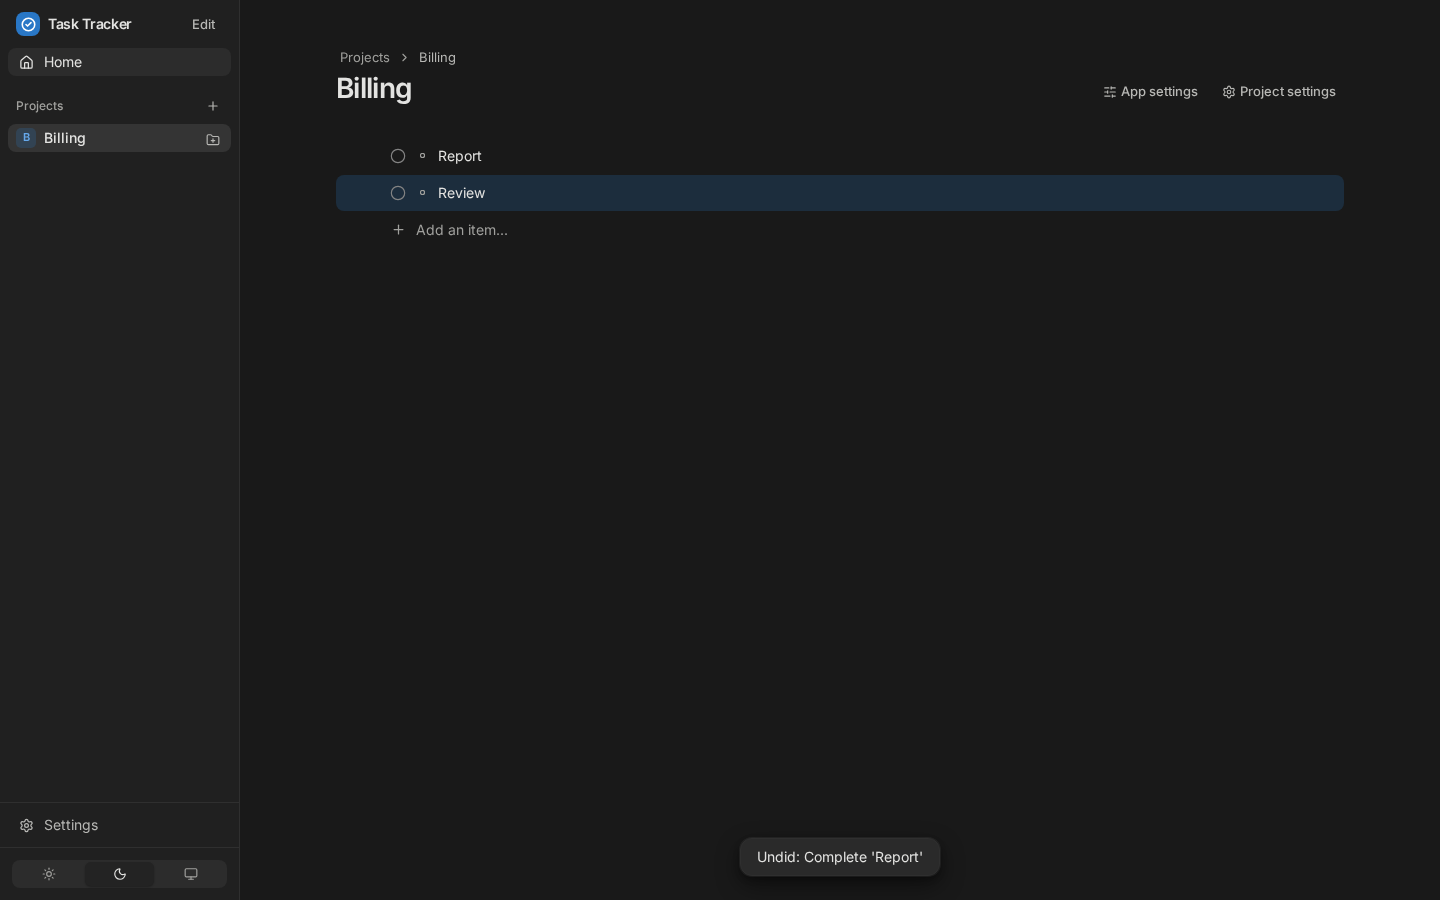 Task Tracker
Edit
Home
Projects
B
Billing
Settings
Projects > Billing
Billing
App settings
Project settings
Report
Review
Add an item...
Undid: Complete 'Report'